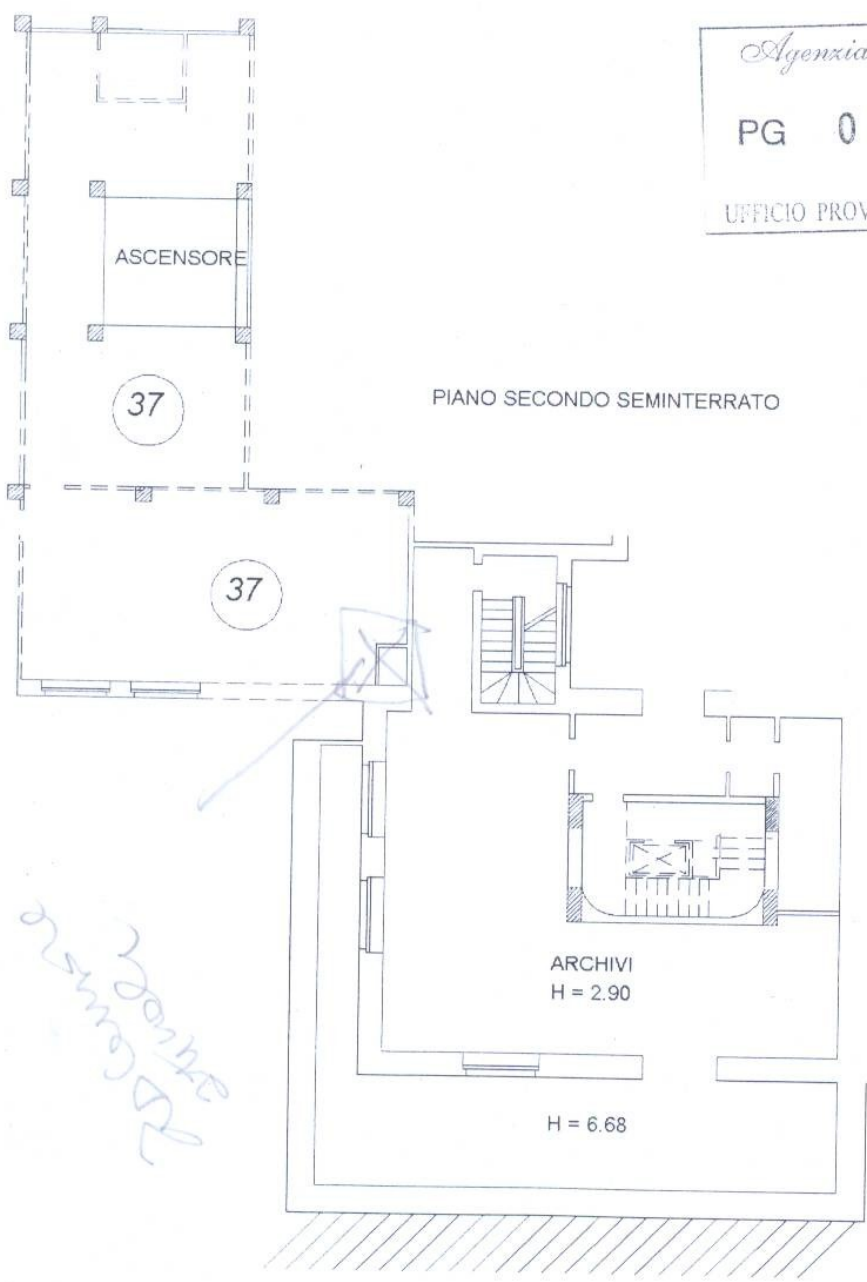 Agenzia
PG 0
UFFICIO PROV
ASCENSORE
37
PIANO SECONDO SEMINTERRATO
37
ARCHIVI
H = 2.90
H = 6.68